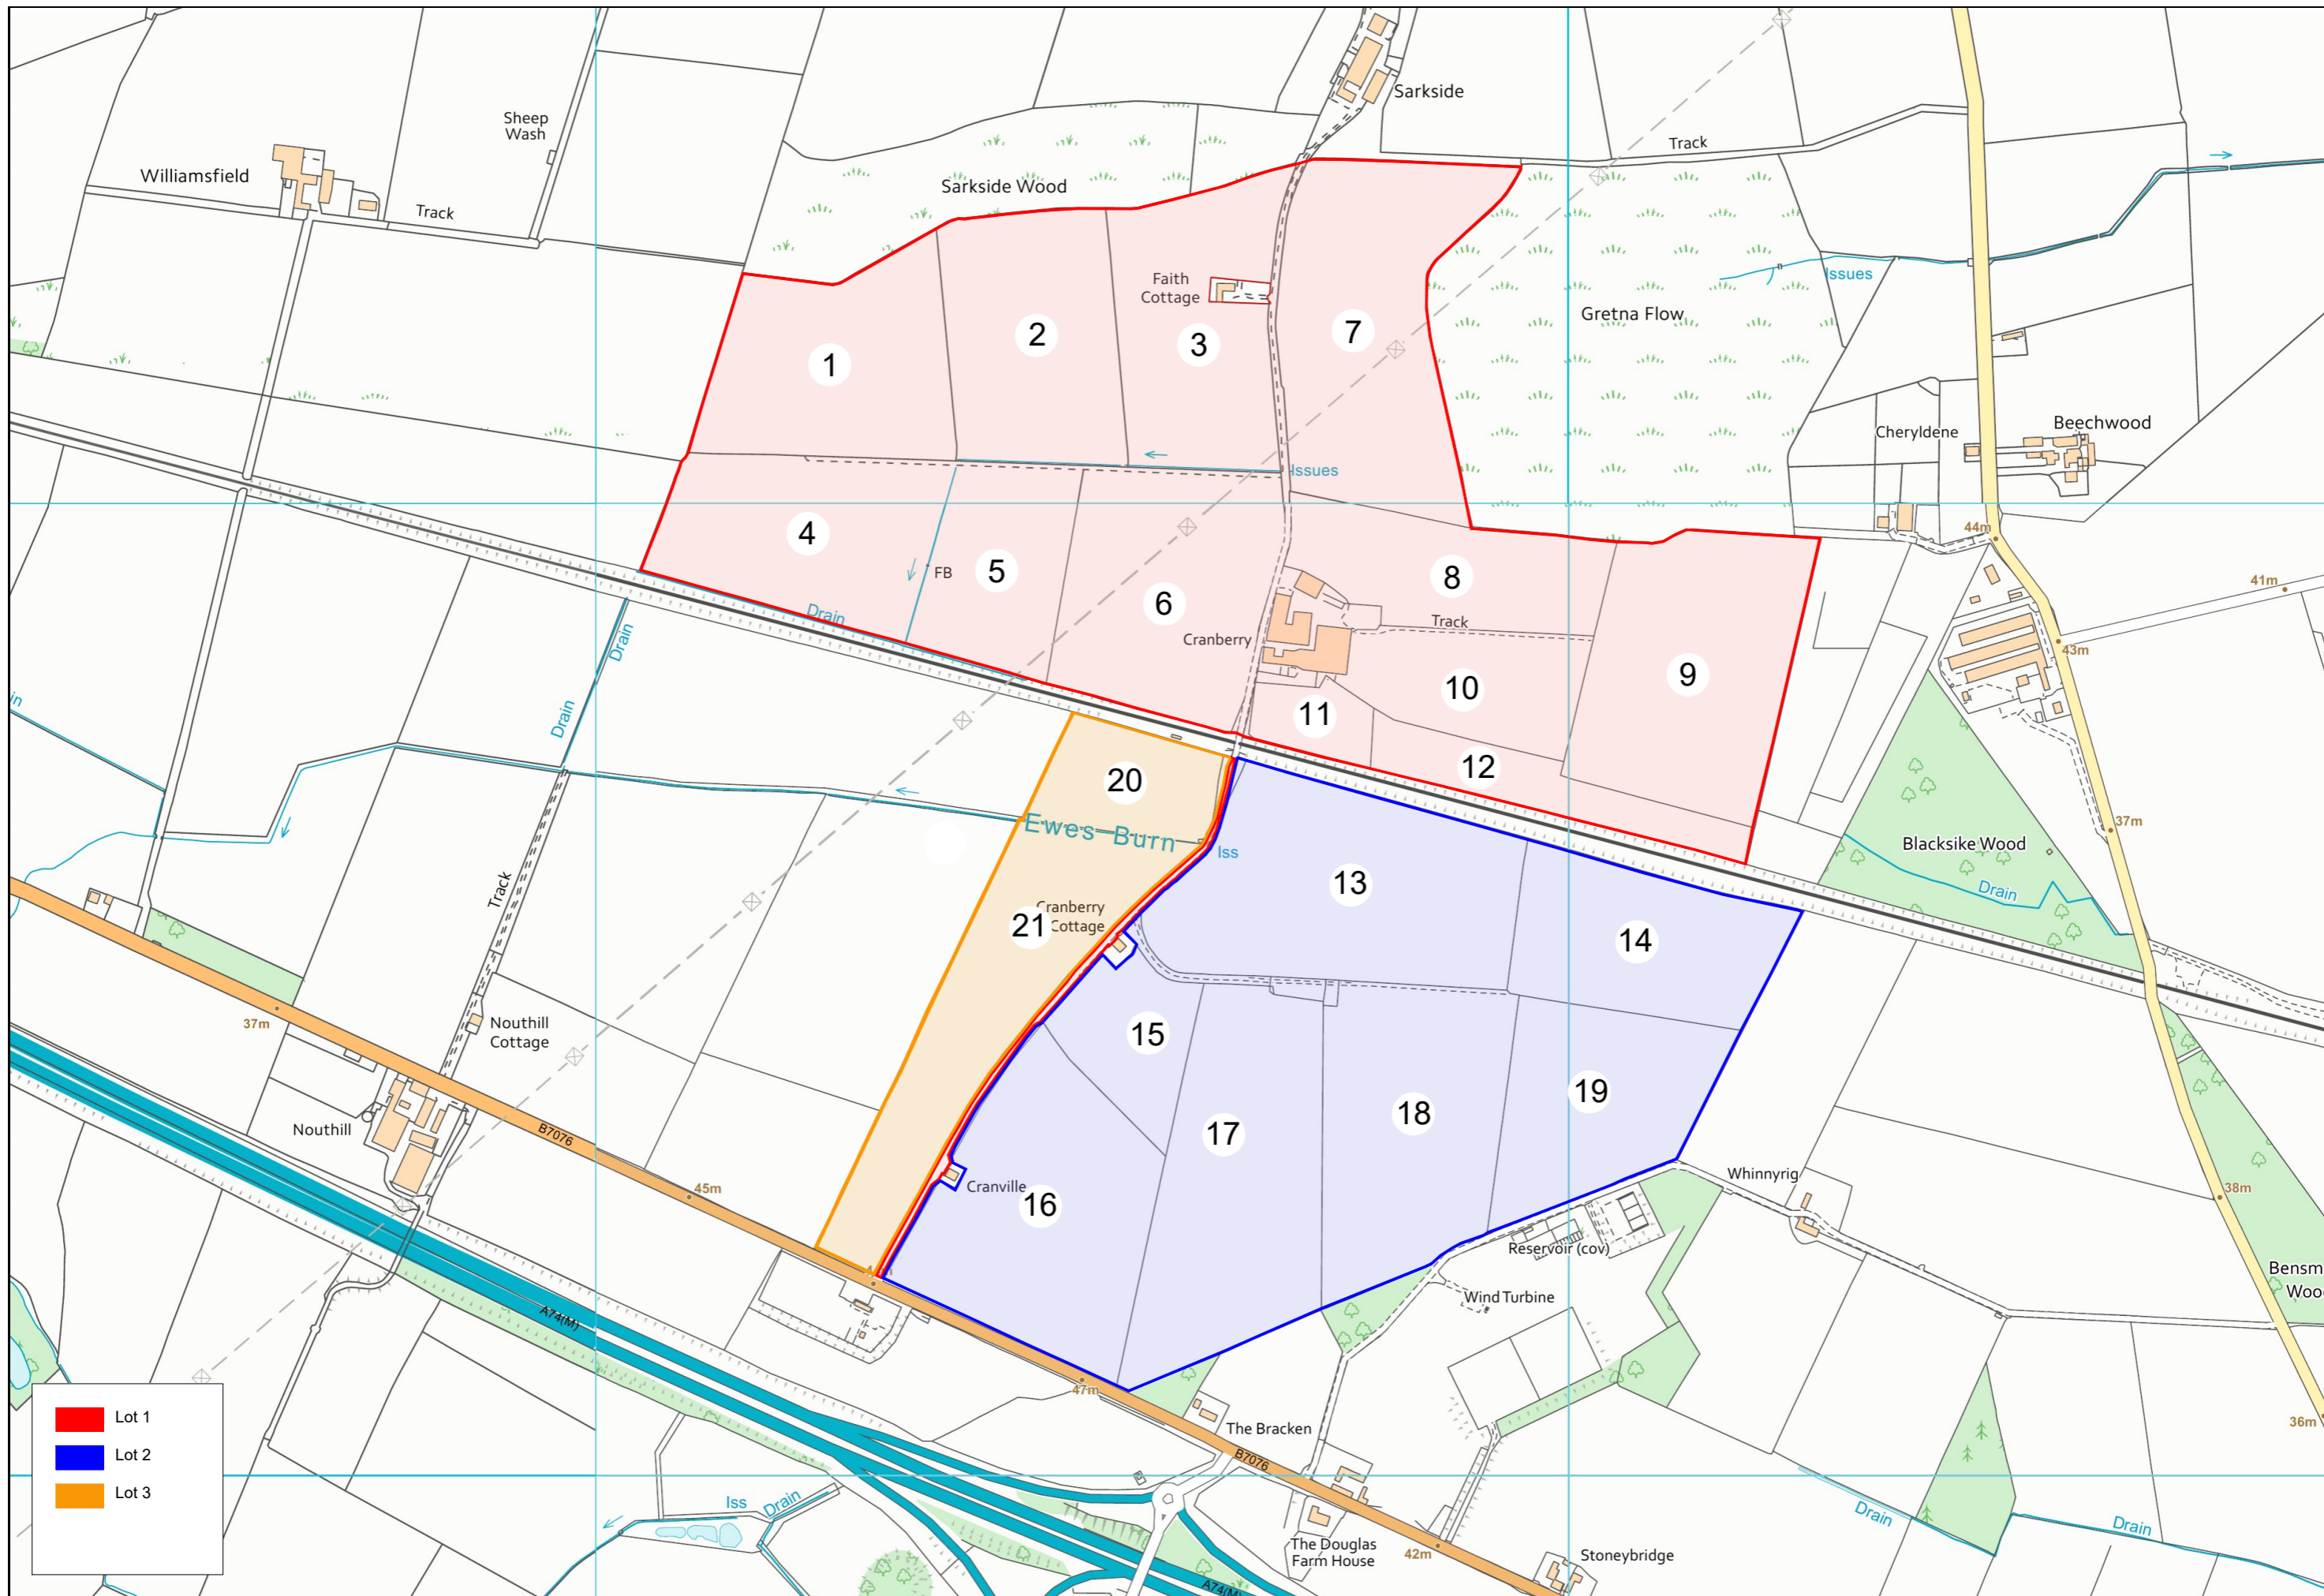 Sarkside
Sheep
Wash
Track
Williamsfield
Sarkside Wood
Track
Issues
Faith
Cottage
Gretna Flow
1
2
3
7
Cheryldene
Beechwood
Issues
44m
4
5
FB
6
8
41m
Drain
Track
Cranberry
Drain
43m
9
10
11
Drain
12
20
37m
Ewes Burn
Iss
Blacksike Wood
13
Drain
Track
Cranberry
Cottage
21
14
37m
Nouthill
Cottage
15
19
18
17
Nouthill
B7076
Whinnyrig
45m
Cranville
16
38m
Reservoir (cov)
Wind Turbine
A74(M)
47m
Lot 1
Lot 2
Lot 3
36m
The Bracken
B7076
Iss
Drain
Drain
Drain
The Douglas
Farm House
42m
Stoneybridge
A74(M)